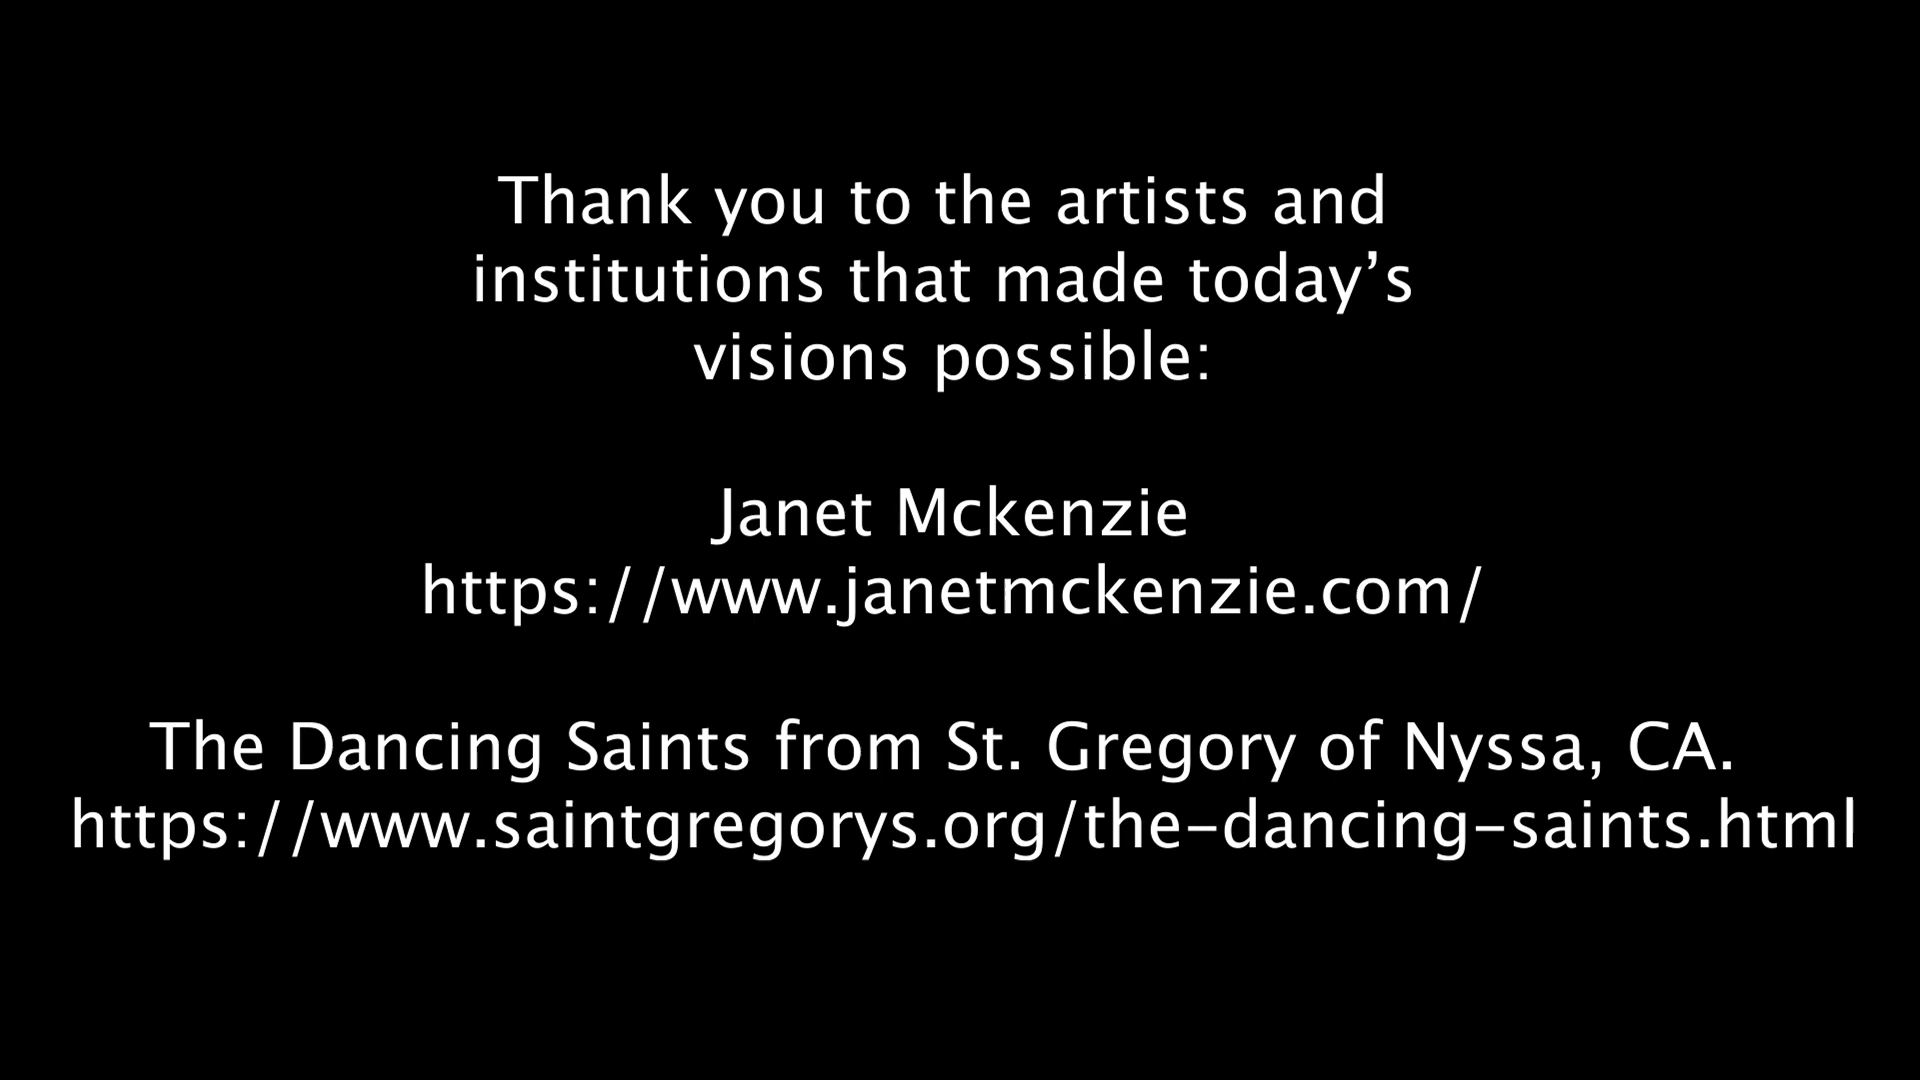 Thank you to the artists and
institutions that made today’s
visions possible:
Janet Mckenzie
https://www.janetmckenzie.com/
The Dancing Saints from St. Gregory of Nyssa, CA.
https://www.saintgregorys.org/the-dancing-saints.html